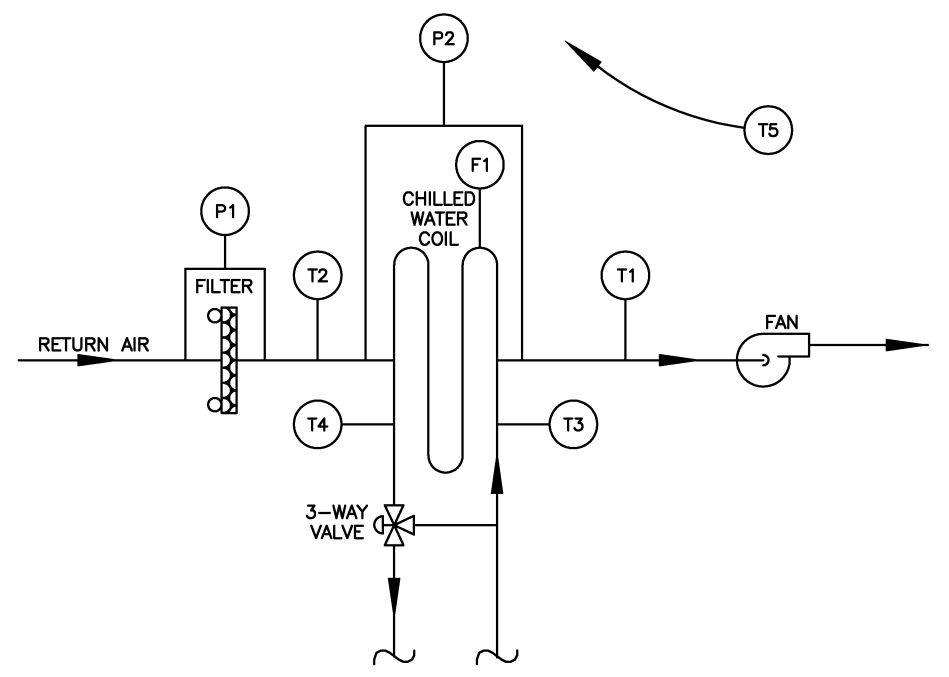 P2
T5
F1
CHILLED
WATER
COIL
P1
FILTER
T2
T1
FAN
RETURN AIR
T4
T3
3-WAY
VALVE